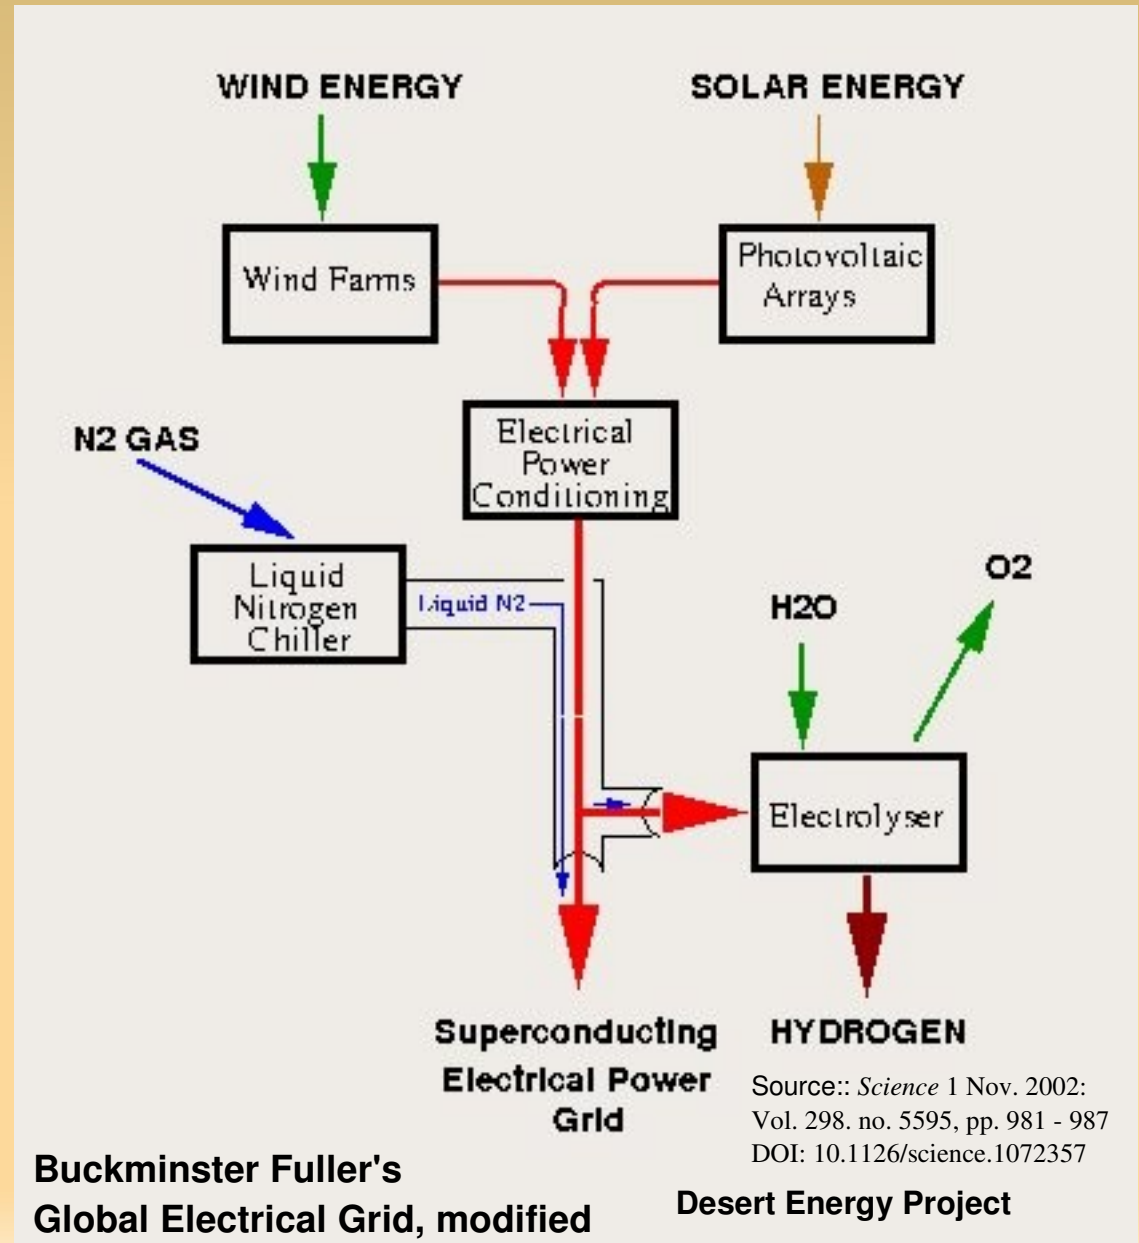 WIND ENERGY
SOLAR ENERGY
Wind Farms
Photovoltaic
Arrays
N2 GAS
Electrical
Power
Conditioning
Liquid
Nitrogen
Chiller
Liquid N2
H2O
O2
Electrolyser
Superconducting
Electrical Power
Grid
HYDROGEN
Source:: Science 1 Nov. 2002:
Vol. 298. no. 5595, pp. 981 - 987
DOI: 10.1126/science.1072357
Buckminster Fuller's
Global Electrical Grid, modified
Desert Energy Project